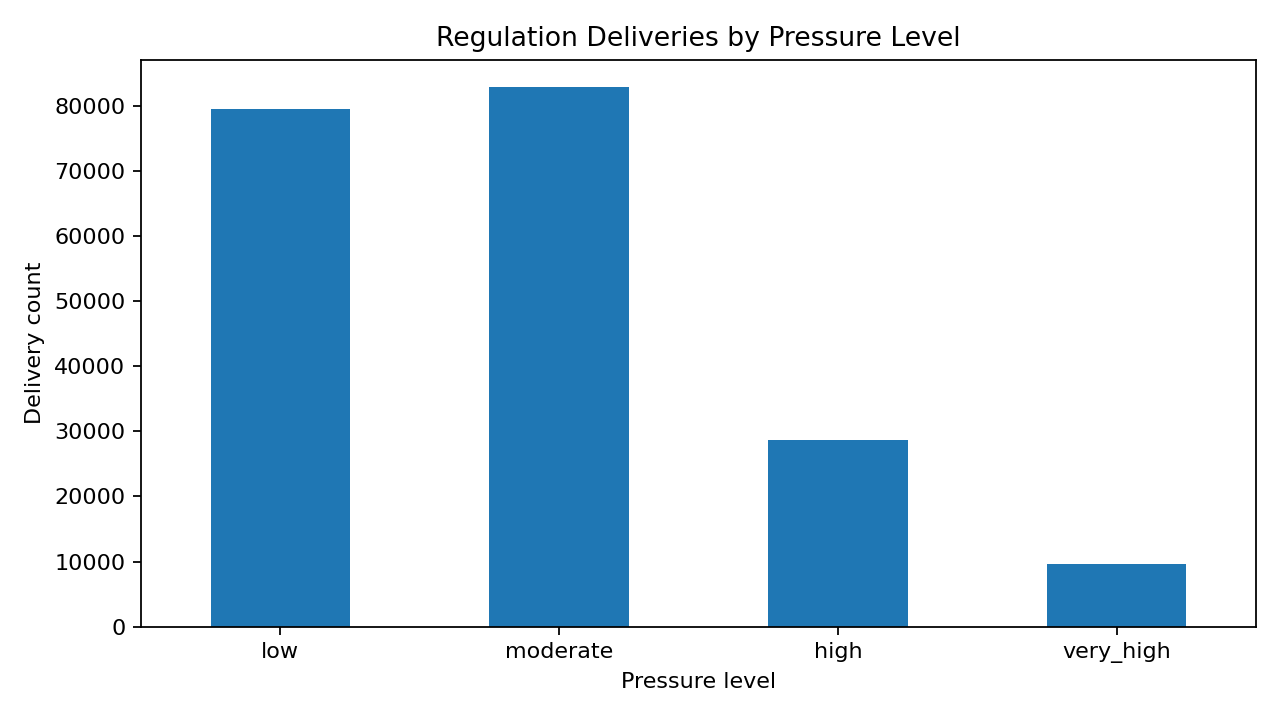 Regulation Deliveries by Pressure Level
Delivery count
80000
70000
60000
50000
40000
30000
20000
10000
0
low moderate high very_high
Pressure level